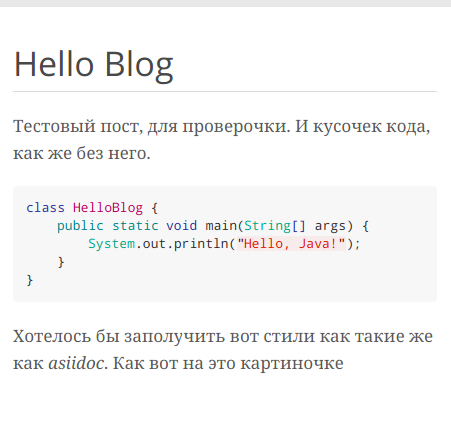 Hello Blog
Тестовый пост, для проверочки. И кусочек кода,
как же без него.
class HelloBlog {
    public static void main(String[] args) {
        System.out.println("Hello, Java!");
    }
}
Хотелось бы заполучить вот стили как такие же
как asiidoc. Как вот на это картиночке